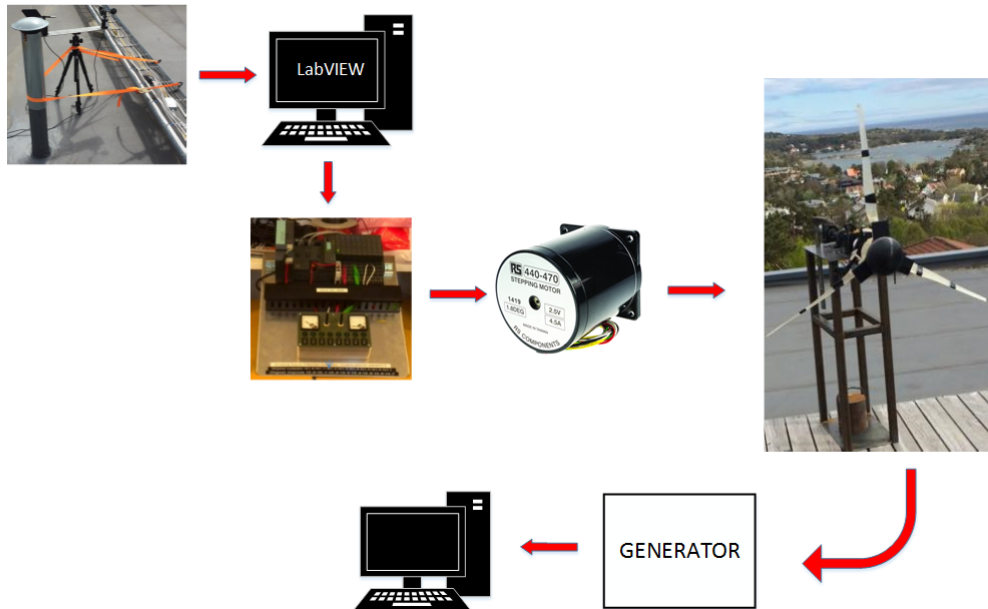 LabVIEW
RS 440-470
STEPPING MOTOR
1419
1.8DEG
2.5V
4.0A
RS COMPONENTS
GENERATOR